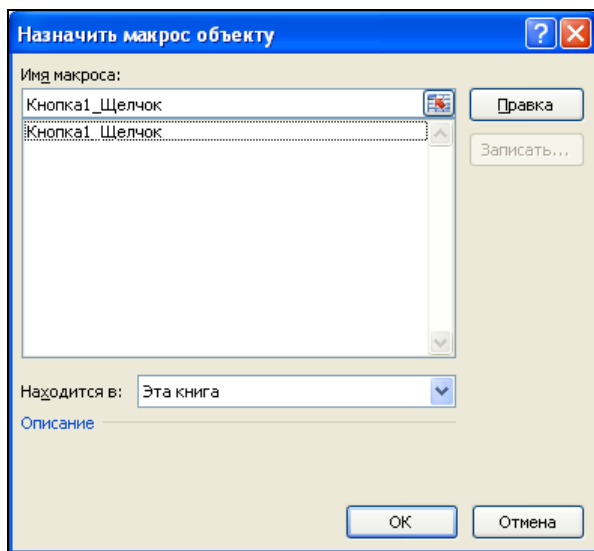 Назначить макрос объекту
Имя макроса:
Кнопка1_Щелчок
Правка
Кнопка1_Щелчок
Записать...
Находится в:
Эта книга
Описание
ОК
Отмена